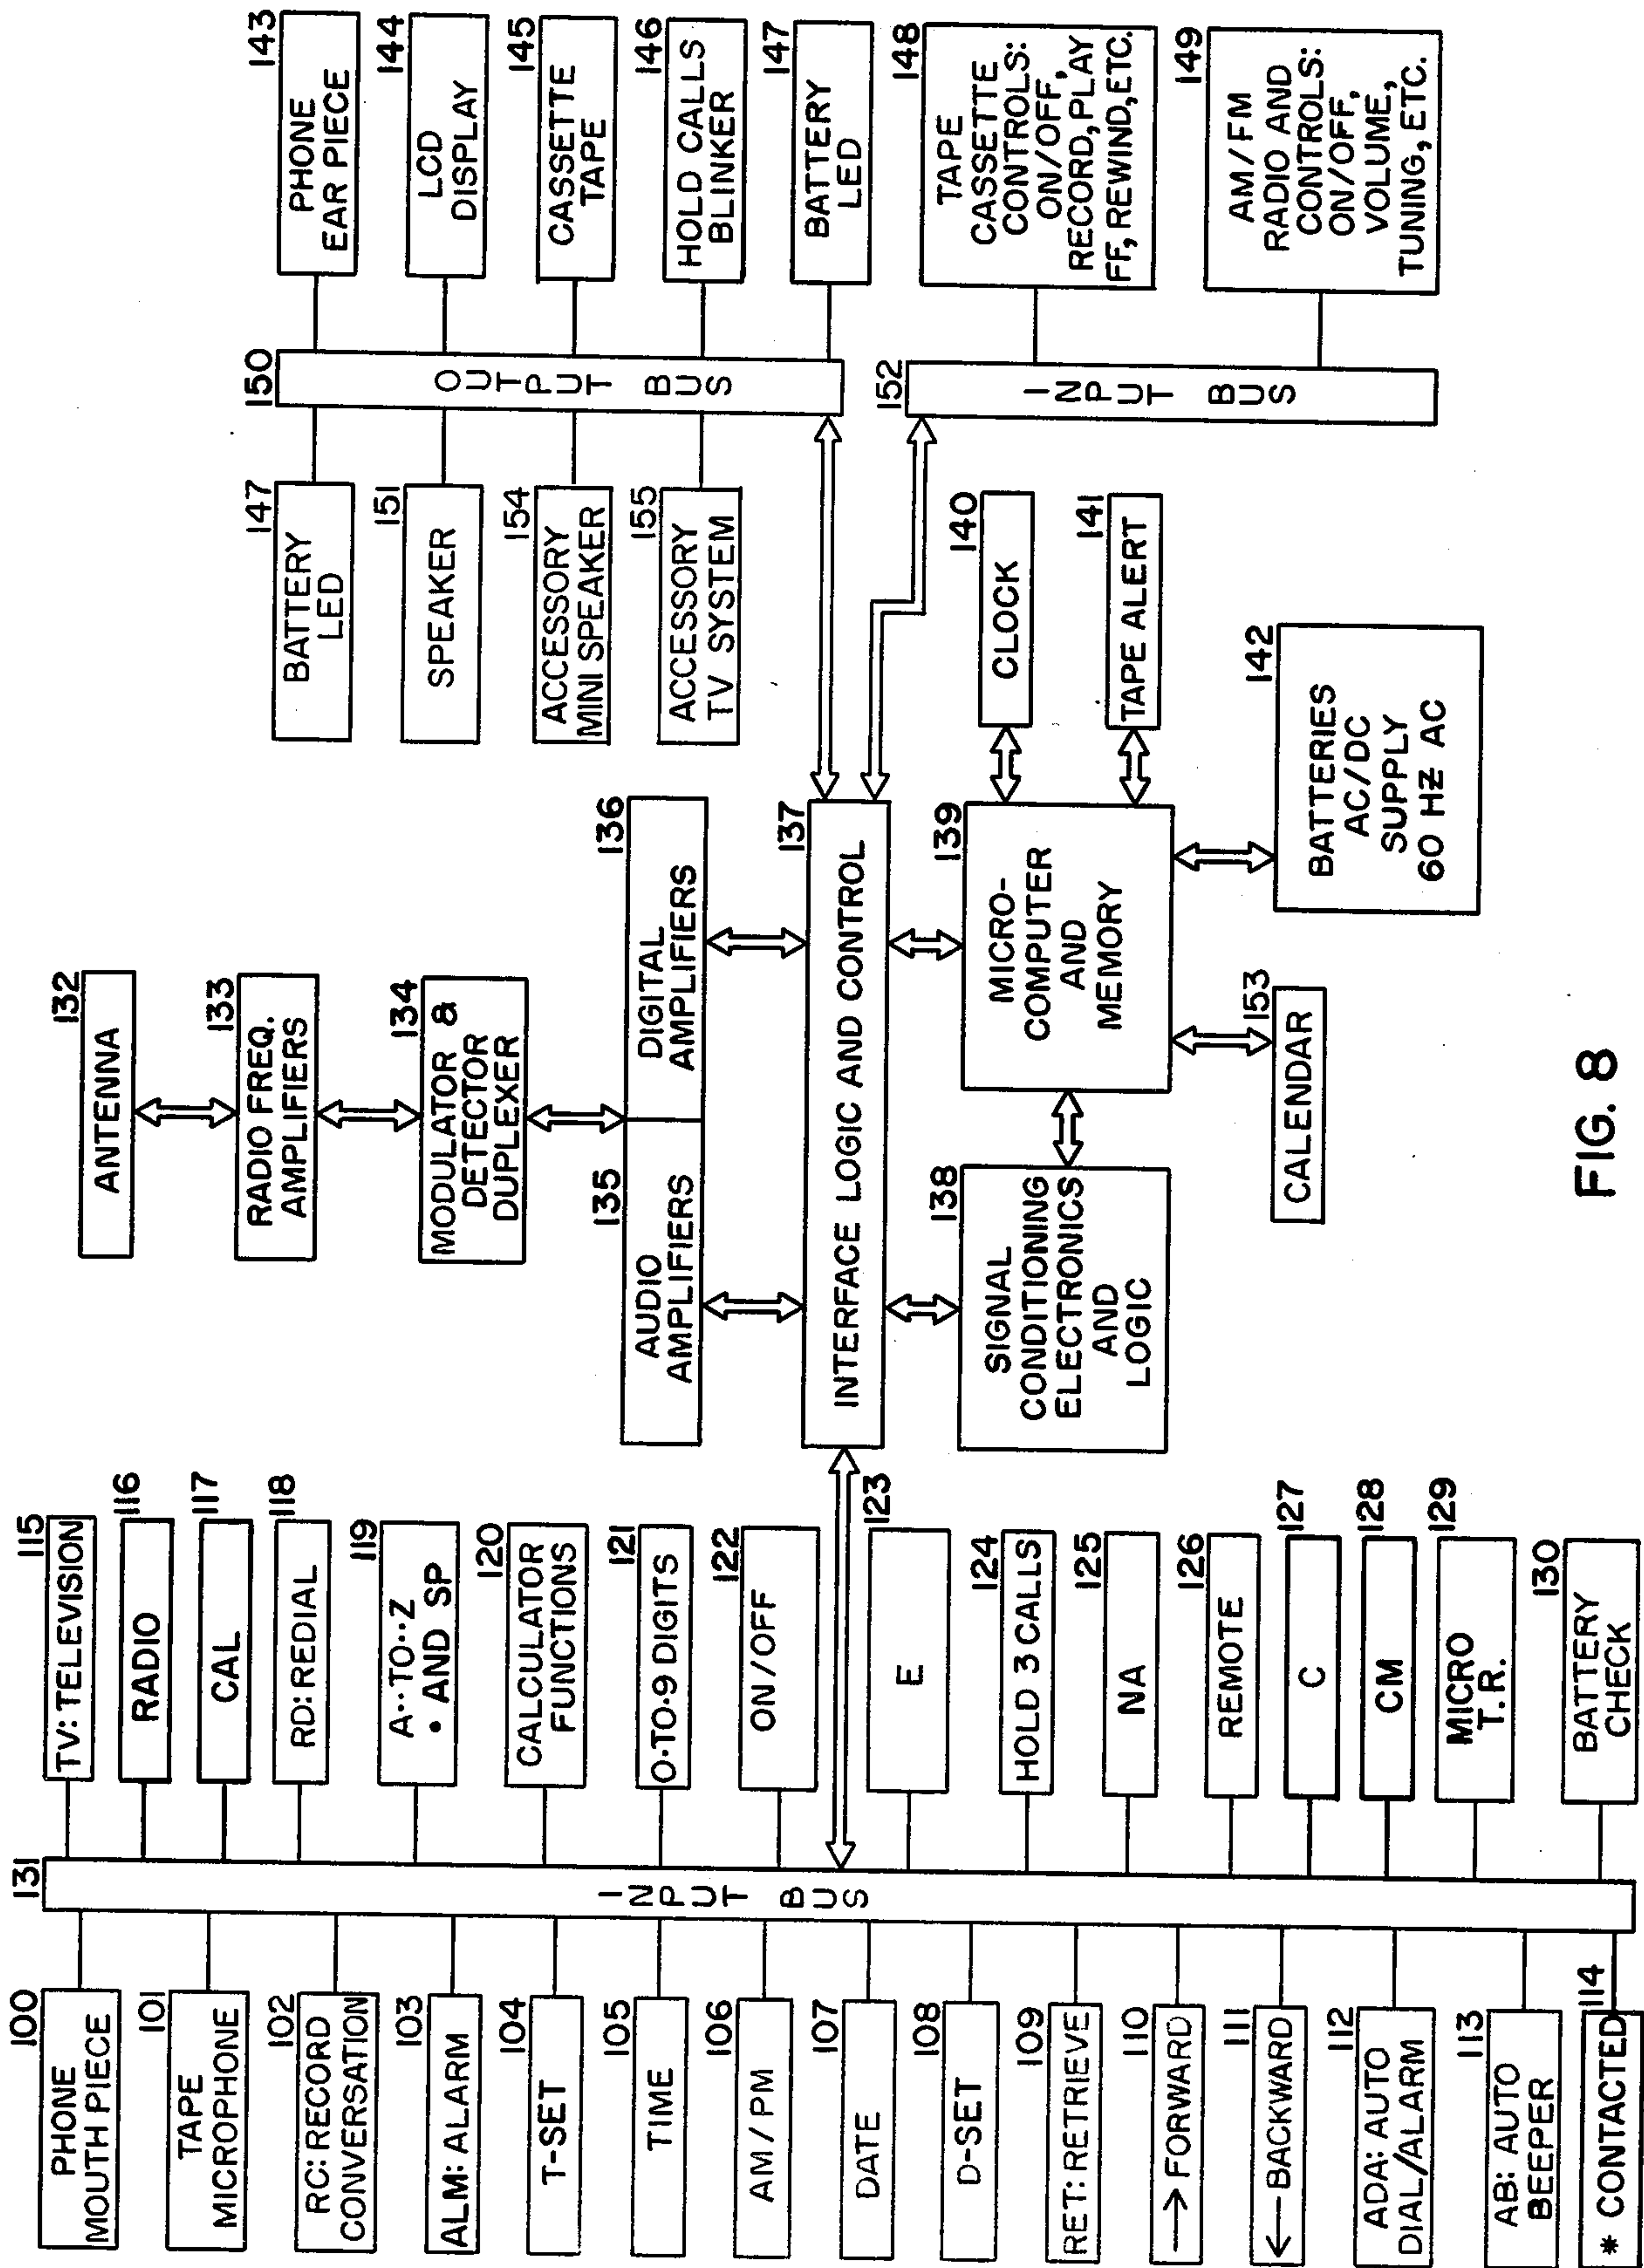 100
PHONE
MOUTH PIECE
101
TAPE
MICROPHONE
102
RC: RECORD
CONVERSATION
103
ALM: ALARM
104
T-SET
105
TIME
106
AM/PM
107
DATE
108
D-SET
109
RET: RETRIEVE
110
→ FORWARD
111
← BACKWARD
112
ADA: AUTO
DIAL/ALARM
113
AB: AUTO
BEEPER
114
* CONTACTED
131
INPUT BUS
115
TV: TELEVISION
116
RADIO
117
CAL
118
RD: REDIAL
119
A··TO··Z
• AND SP
120
CALCULATOR
FUNCTIONS
121
0-TO-9 DIGITS
122
ON/OFF
123
E
124
HOLD 3 CALLS
125
NA
126
REMOTE
127
C
128
CM
129
MICRO
T.R.
130
BATTERY
CHECK
132
ANTENNA
133
RADIO FREQ.
AMPLIFIERS
134
MODULATOR &
DETECTOR
DUPLEXER
135
AUDIO
AMPLIFIERS
136
DIGITAL
AMPLIFIERS
137
INTERFACE LOGIC AND CONTROL
138
SIGNAL
CONDITIONING
ELECTRONICS
AND
LOGIC
139
MICRO-
COMPUTER
AND
MEMORY
140
CLOCK
141
TAPE ALERT
142
BATTERIES
AC/DC
SUPPLY
60 HZ AC
153
CALENDAR
147
BATTERY
LED
151
SPEAKER
154
ACCESSORY
MINI SPEAKER
155
ACCESSORY
TV SYSTEM
150
OUTPUT BUS
143
PHONE
EAR PIECE
144
LCD
DISPLAY
145
CASSETTE
TAPE
146
HOLD CALLS
BLINKER
147
BATTERY
LED
152
INPUT BUS
148
TAPE
CASSETTE
CONTROLS:
ON/OFF,
RECORD, PLAY
FF, REWIND, ETC.
149
AM/FM
RADIO AND
CONTROLS:
ON/OFF,
VOLUME,
TUNING, ETC.
FIG. 8